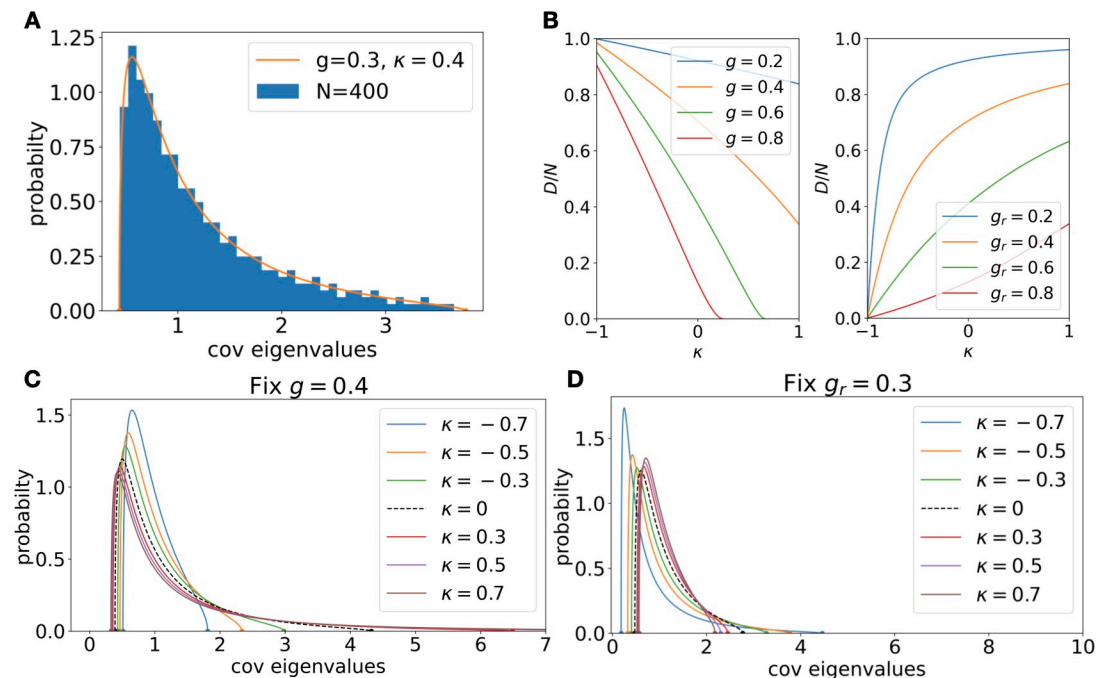 A
1.25
1.00
0.75
0.50
0.25
0.00
probabilty
1
2
3
cov eigenvalues
g=0.3, κ = 0.4
N=400
B
1.0
0.8
0.6
0.4
0.2
0.0
D/N
−1
0
1
κ
g = 0.2
g = 0.4
g = 0.6
g = 0.8
1.0
0.8
0.6
0.4
0.2
0.0
D/N
−1
0
1
κ
g_r = 0.2
g_r = 0.4
g_r = 0.6
g_r = 0.8
C
Fix g = 0.4
1.5
1.0
0.5
0.0
probabilty
0
1
2
3
4
5
6
7
cov eigenvalues
κ = −0.7
κ = −0.5
κ = −0.3
κ = 0
κ = 0.3
κ = 0.5
κ = 0.7
D
Fix g_r = 0.3
1.5
1.0
0.5
0.0
probabilty
0
2
4
6
8
10
cov eigenvalues
κ = −0.7
κ = −0.5
κ = −0.3
κ = 0
κ = 0.3
κ = 0.5
κ = 0.7